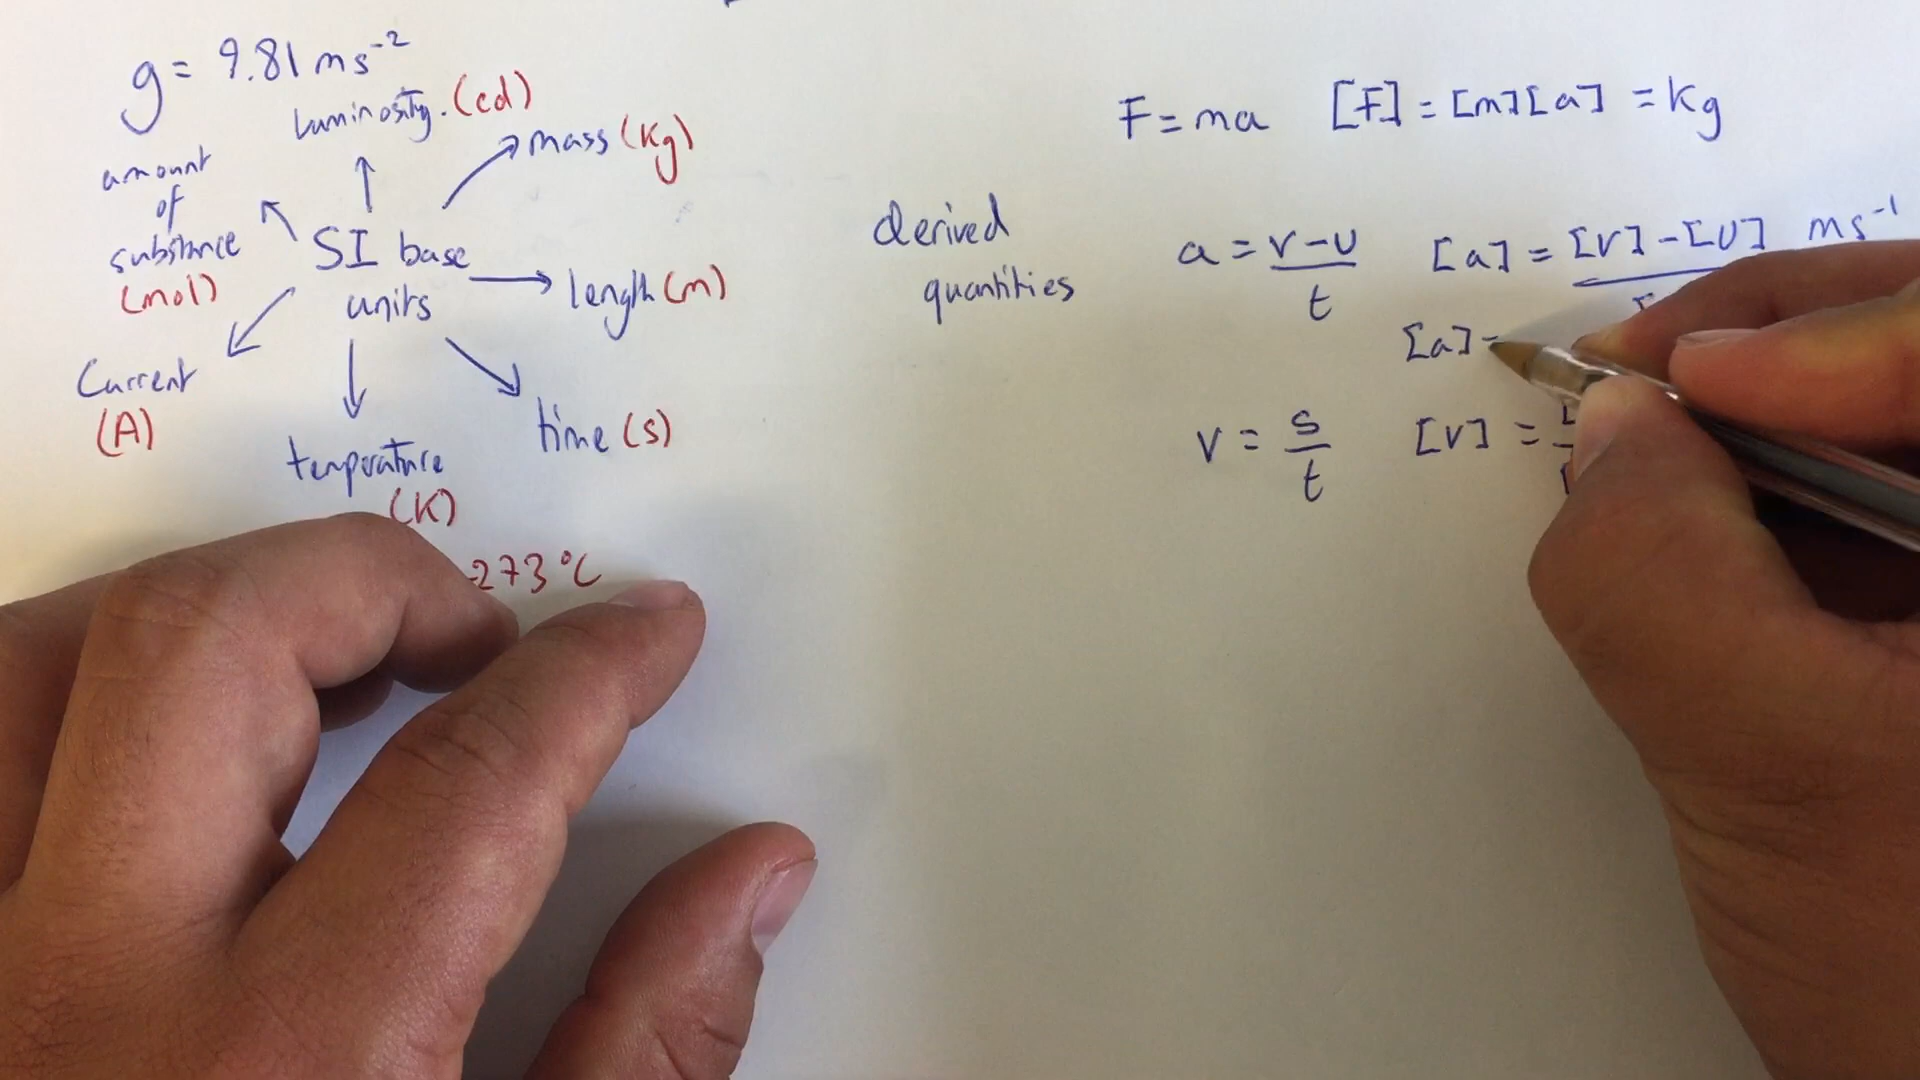 g = 9.81 ms⁻²
luminosity. (cd)
mass (kg)
amount
of
substance
(mol)
SI base
units
length (m)
Current
(A)
temperature
(K)
time (s)
-273°C
F = ma [F] = [m][a] = kg
derived
quantities
a = v-u/t [a] = [v]-[u] ms⁻¹
[a] =
v = s/t [v] =